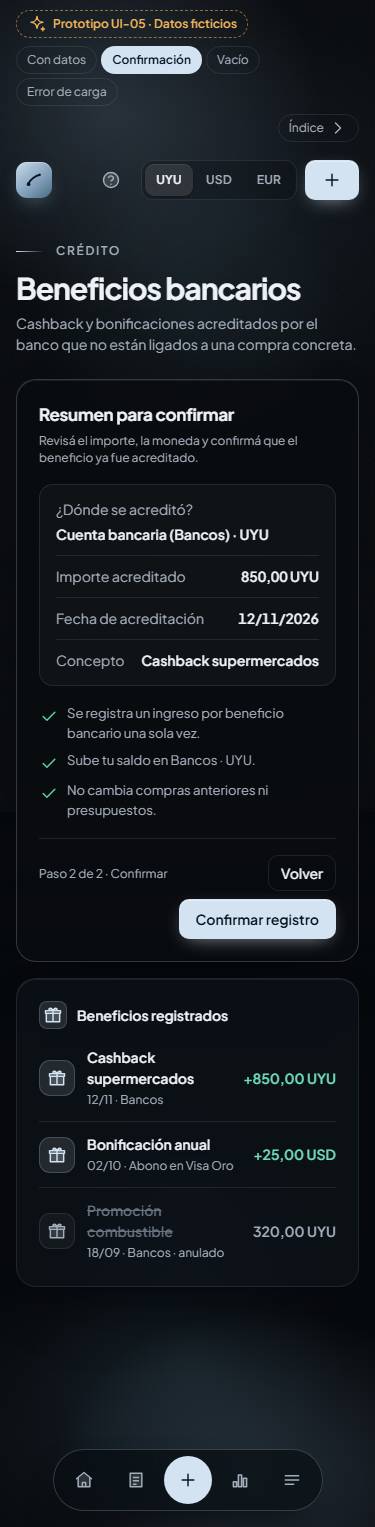 Prototipo UI-05 · Datos ficticios
Con datos
Confirmación
Vacío
Error de carga
Índice
UYU
USD
EUR
CRÉDITO
Beneficios bancarios
Cashback y bonificaciones acreditados por el
banco que no están ligados a una compra concreta.
Resumen para confirmar
Revisá el importe, la moneda y confirmá que el
beneficio ya fue acreditado.
¿Dónde se acreditó?
Cuenta bancaria (Bancos) · UYU
Importe acreditado 850,00 UYU
Fecha de acreditación 12/11/2026
Concepto Cashback supermercados
Se registra un ingreso por beneficio
bancario una sola vez.
Sube tu saldo en Bancos · UYU.
No cambia compras anteriores ni
presupuestos.
Paso 2 de 2 · Confirmar
Volver
Confirmar registro
Beneficios registrados
Cashback
supermercados
+850,00 UYU
12/11 · Bancos
Bonificación anual
+25,00 USD
02/10 · Abono en Visa Oro
Promoción
combustible
320,00 UYU
18/09 · Bancos · anulado